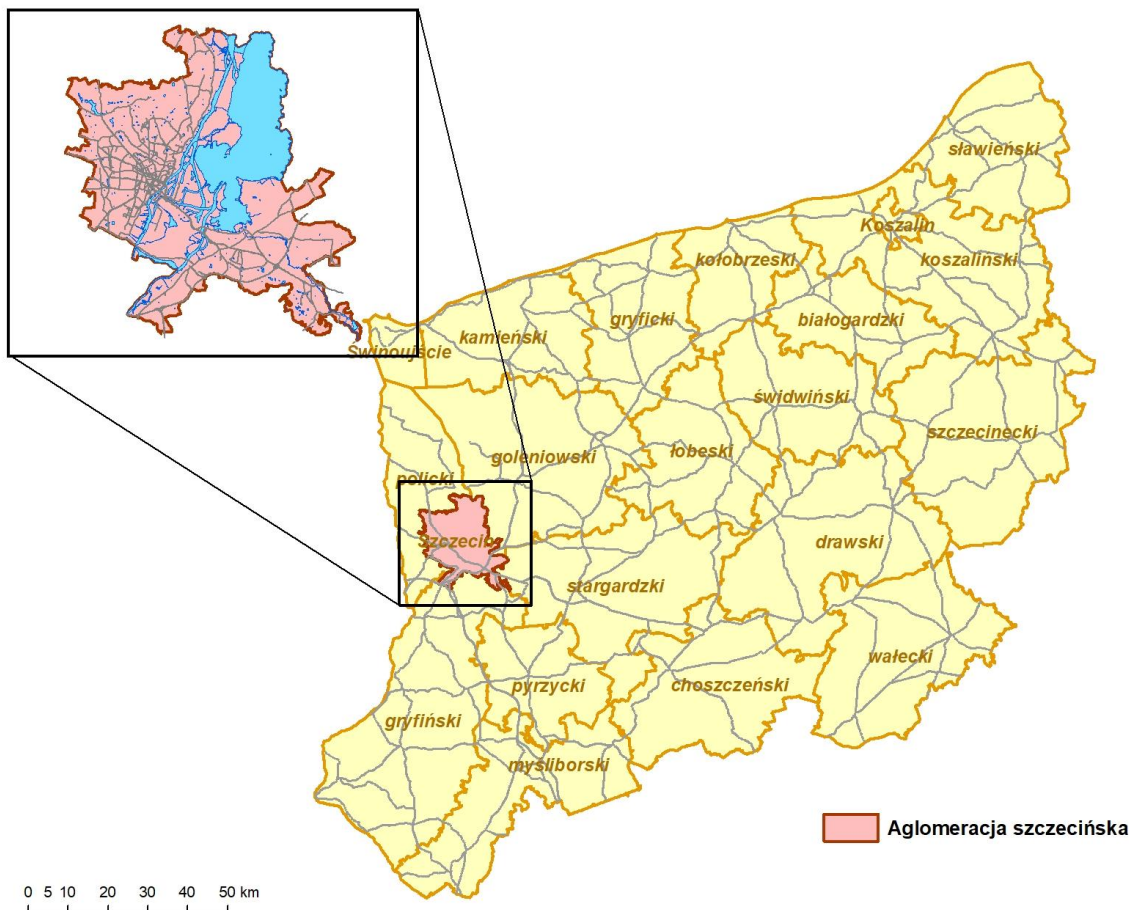 sławieński
Koszalin
kołobrzeski
koszaliński
gryficki
białogardzki
kamieński
Świnoujście
świdwiński
szczecinecki
goleniowski
łobeski
policki
Szczecin
drawski
stargardzki
wałecki
pyrzycki
choszczeński
gryfiński
myśliborski
Aglomeracja szczecińska
0 5 10 20 30 40 50 km